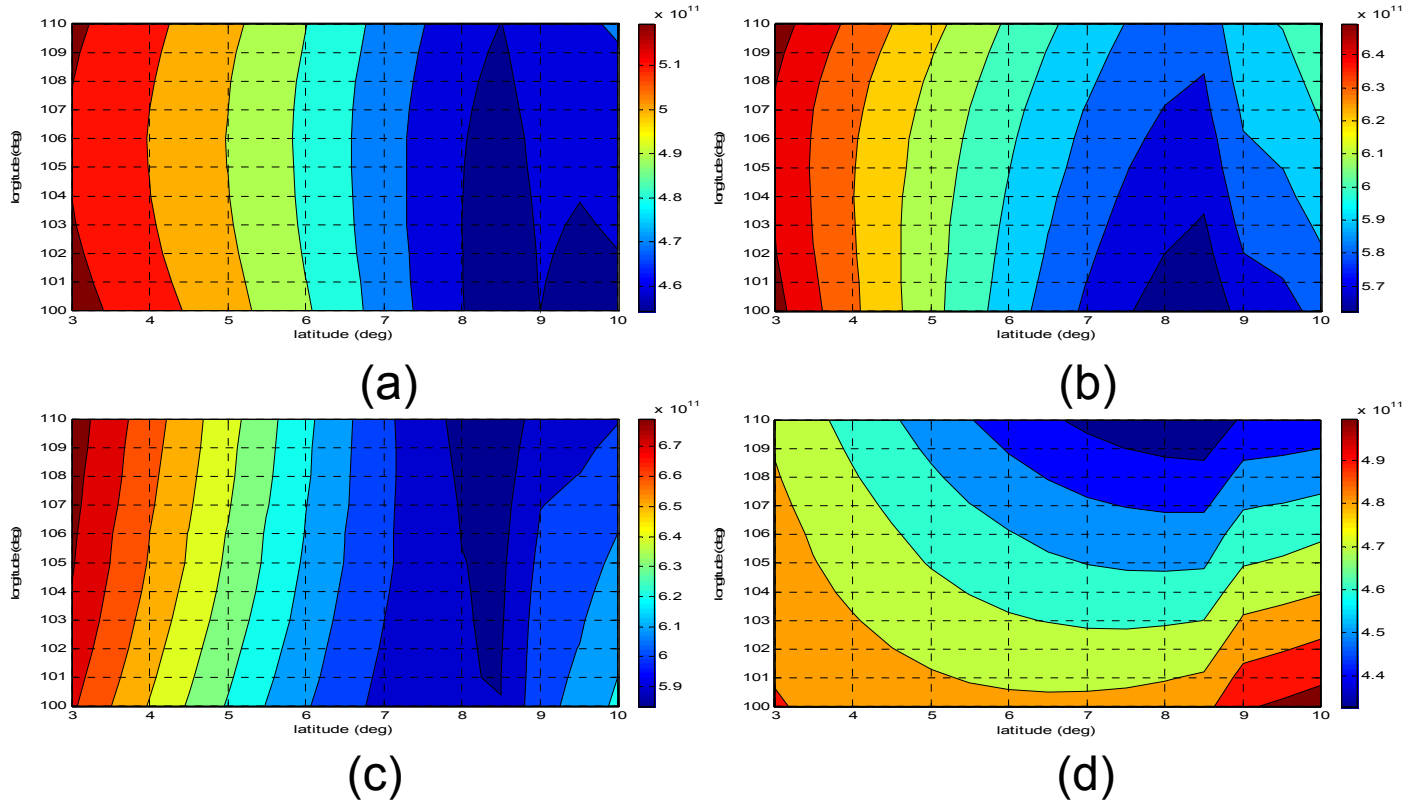 x 10^11 x 10^11
110 110
109 109
108 5.1 108 6.4
107 107 6.3
106 5 106 6.2
longitude(deg) 105 4.9 longitude(deg) 105 6.1
104 4.8 104 6
103 103 5.9
102 4.7 102 5.8
101 4.6 101 5.7
100 100
3 4 5 6 7 8 9 10 3 4 5 6 7 8 9 10
latitude (deg) latitude (deg)
(a) (b)
x 10^11 x 10^11
110 110
109 6.7 109
108 6.6 108 4.9
107 6.5 107 4.8
106 6.4 106
longitude(deg) 105 6.3 longitude(deg) 105 4.7
104 6.2 104 4.6
103 6.1 103 4.5
102 6 102
101 5.9 101 4.4
100 100
3 4 5 6 7 8 9 10 3 4 5 6 7 8 9 10
latitude (deg) latitude (deg)
(c) (d)